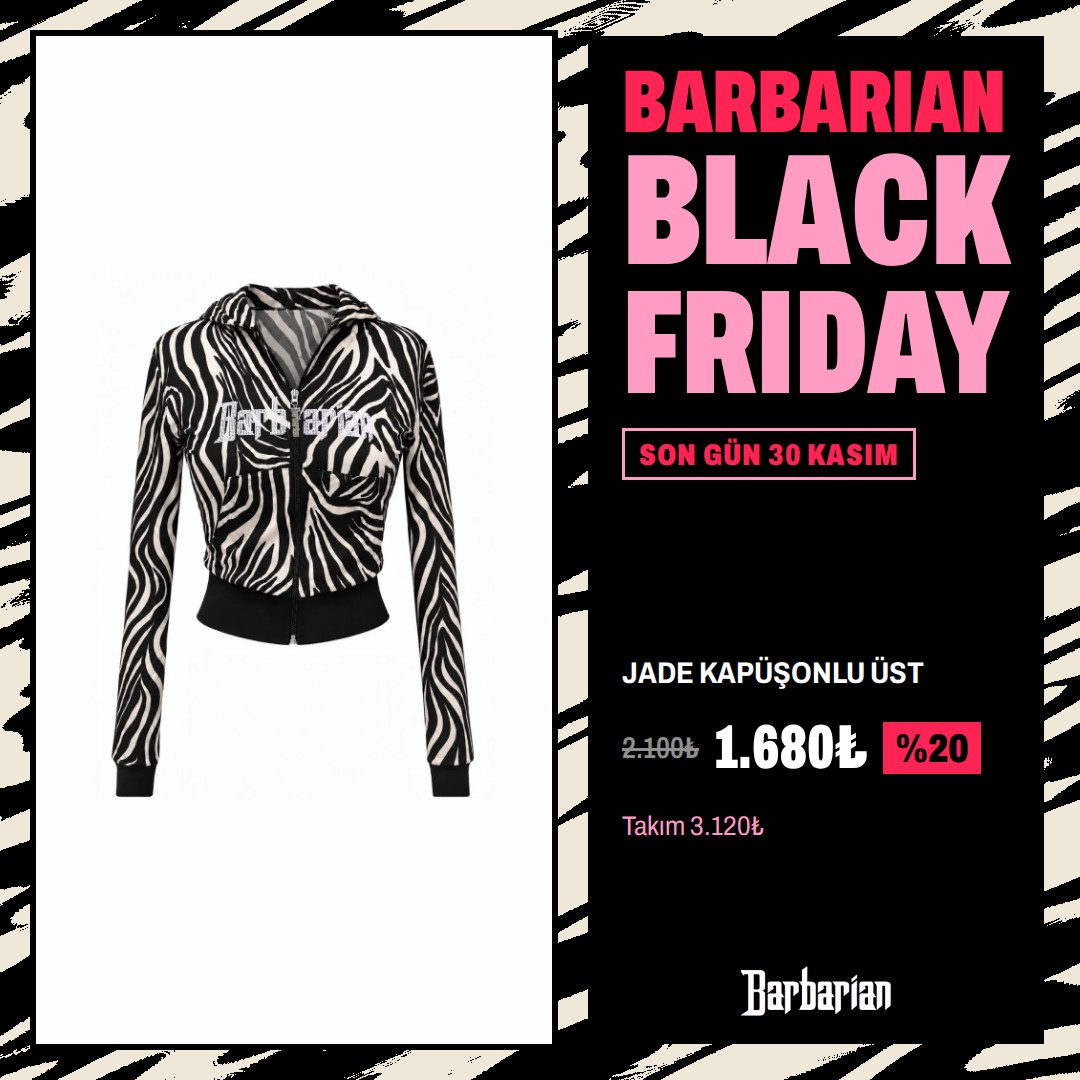 Barbarian
BARBARIAN
BLACK
FRIDAY
SON GÜN 30 KASIM
JADE KAPÜŞONLU ÜST
2.100₺ 1.680₺ %20
Takım 3.120₺
Barbarian